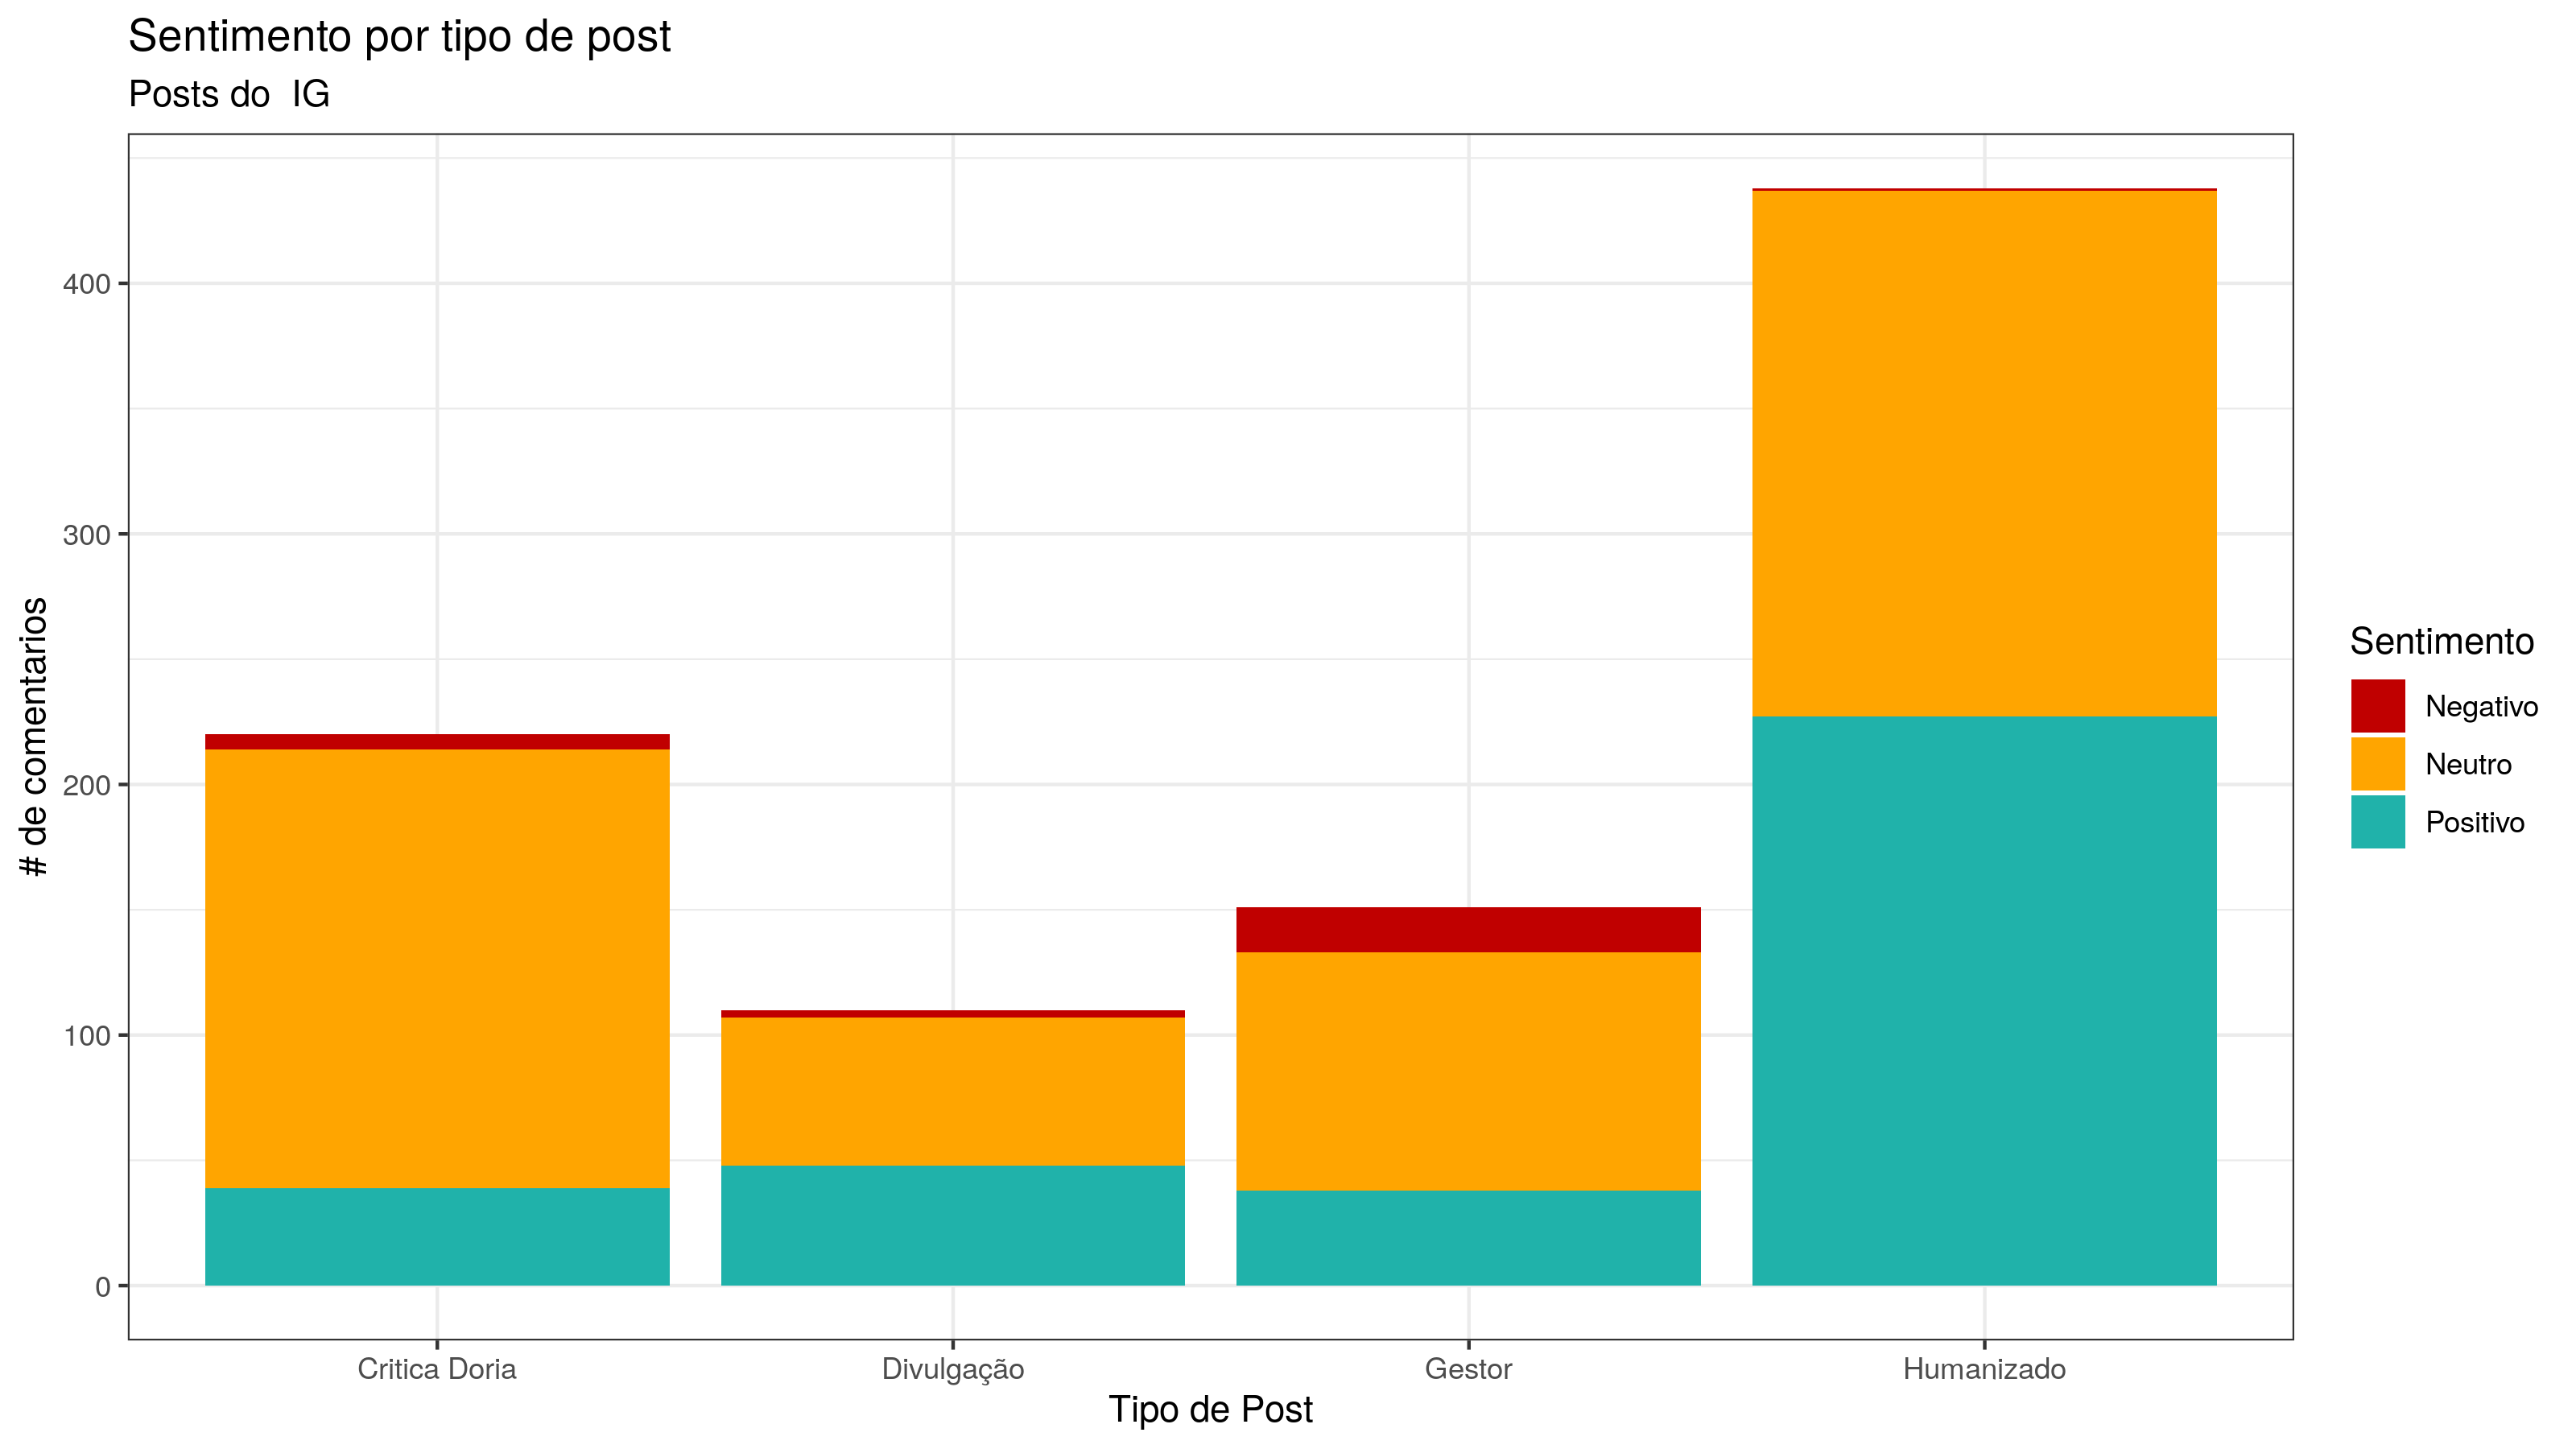 Sentimento por tipo de post
Posts do  IG
# de comentarios
400
300
200
100
0
Critica Doria
Divulgação
Gestor
Humanizado
Tipo de Post
Sentimento
Negativo
Neutro
Positivo